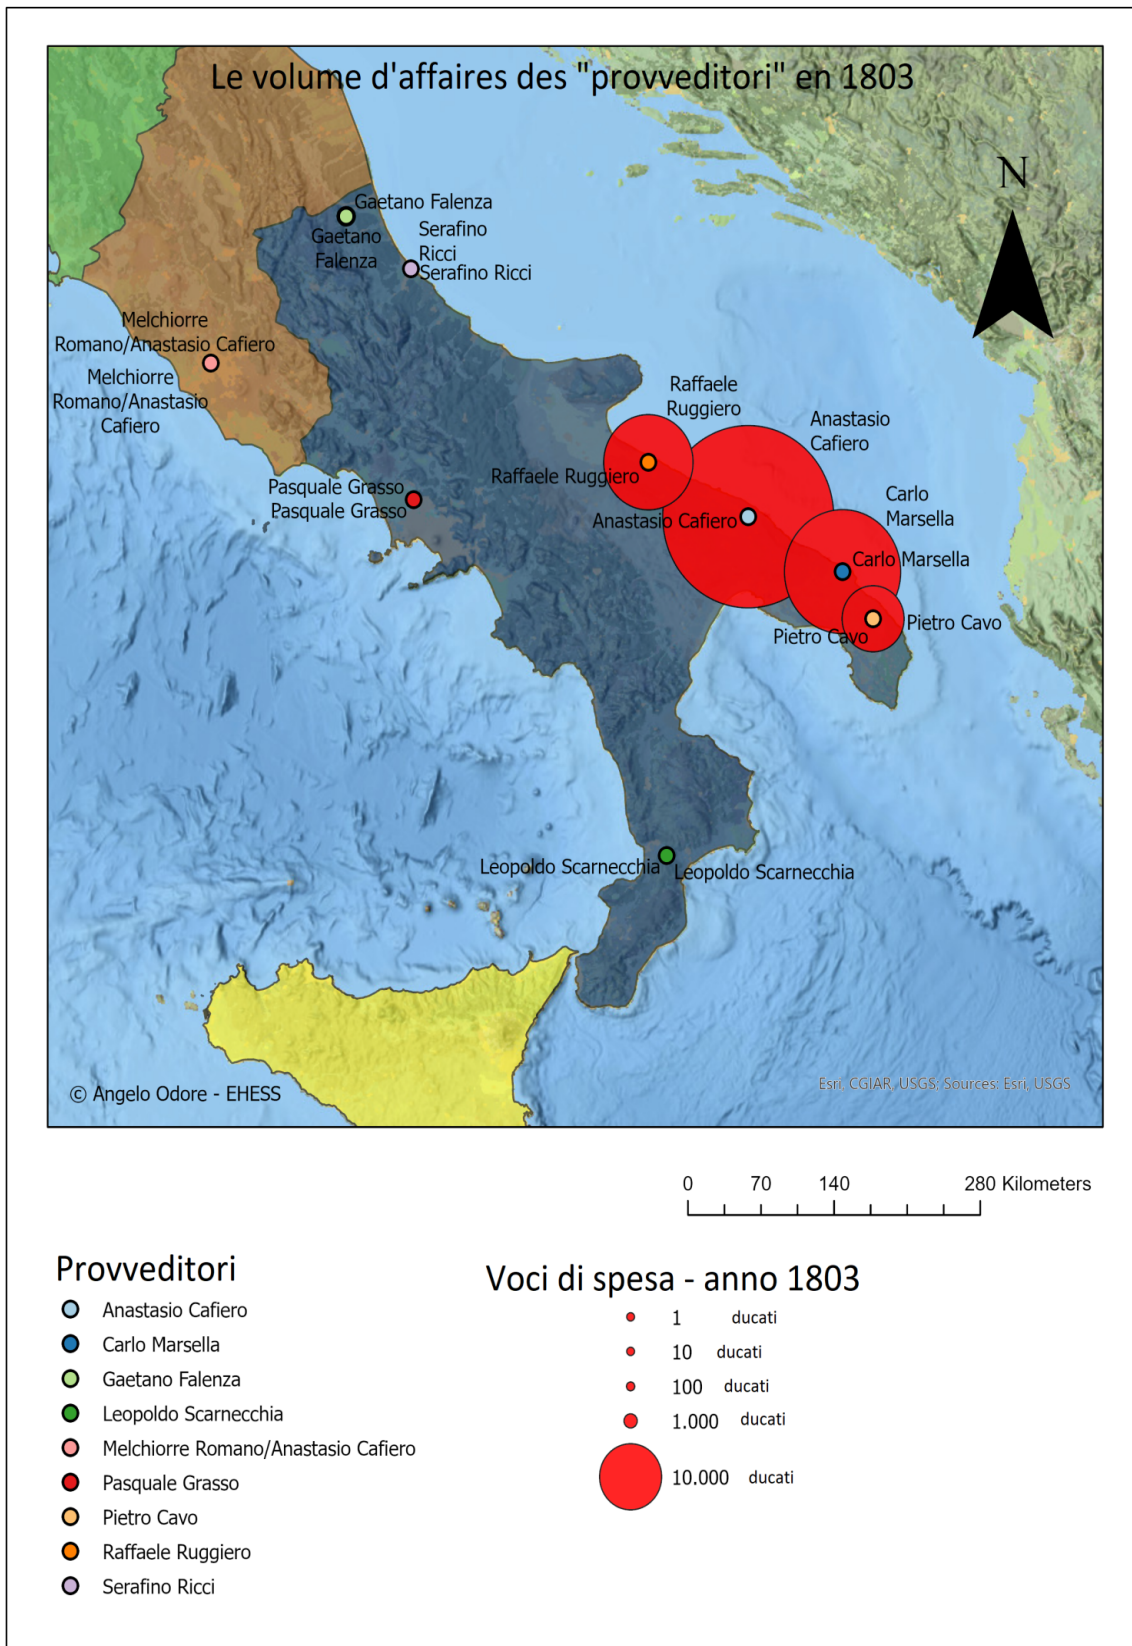 Le volume d'affaires des "provveditori" en 1803
N
Gaetano Falenza
Gaetano
Falenza
Serafino
Ricci
Serafino Ricci
Melchiorre
Romano/Anastasio Cafiero
Melchiorre
Romano/Anastasio
Cafiero
Raffaele
Ruggiero
Raffaele Ruggiero
Anastasio
Cafiero
Anastasio Cafiero
Pasquale Grasso
Pasquale Grasso
Carlo
Marsella
Carlo Marsella
Pietro Cavo
Pietro Cavo
Leopoldo Scarnecchia
Leopoldo Scarnecchia
© Angelo Odore - EHESS
Esri, CGIAR, USGS; Sources: Esri, USGS
0 70 140 280 Kilometers
Provveditori
Anastasio Cafiero
Carlo Marsella
Gaetano Falenza
Leopoldo Scarnecchia
Melchiorre Romano/Anastasio Cafiero
Pasquale Grasso
Pietro Cavo
Raffaele Ruggiero
Serafino Ricci
Voci di spesa - anno 1803
1 ducati
10 ducati
100 ducati
1.000 ducati
10.000 ducati